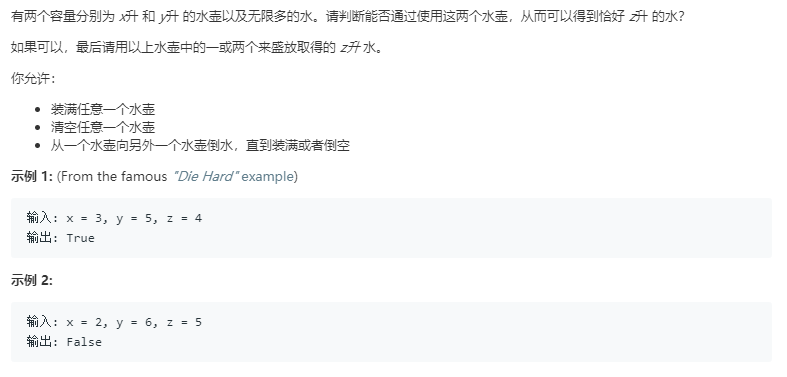 有两个容量分别为 x升 和 y升 的水壶以及无限多的水。请判断能否通过使用这两个水壶，从而可以得到恰好 z升 的水？
如果可以，最后请用以上水壶中的一或两个来盛放取得的 z升 水。
你允许：
• 装满任意一个水壶
• 清空任意一个水壶
• 从一个水壶向另外一个水壶倒水，直到装满或者倒空
示例 1: (From the famous "Die Hard" example)
输入: x = 3, y = 5, z = 4
输出: True
示例 2:
输入: x = 2, y = 6, z = 5
输出: False